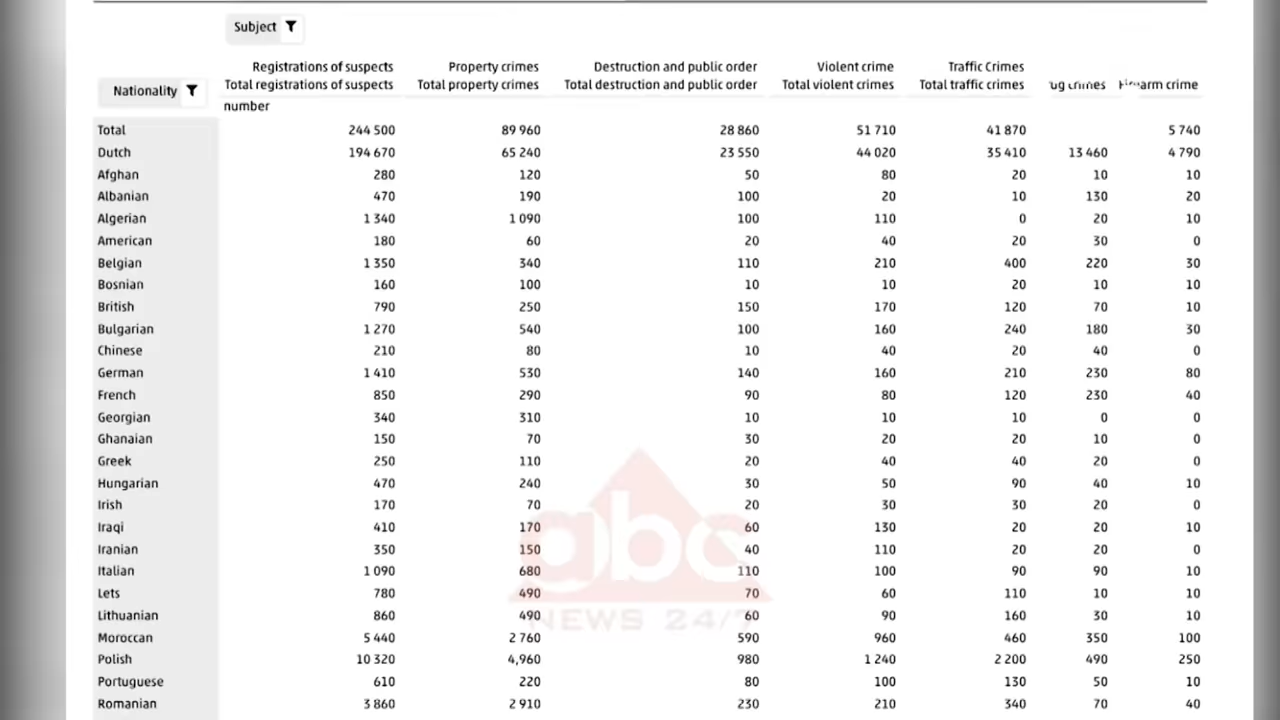 Subject
Registrations of suspects Property crimes Destruction and public order Violent crime Traffic Crimes
Nationality Total registrations of suspects Total property crimes Total destruction and public order Total violent crimes Total traffic crimes crimes crime
number
Total 244 500 89 960 28 860 51 710 41 870 5 740
Dutch 194 670 65 240 23 550 44 020 35 410 13 460 4 790
Afghan 280 120 50 80 20 10 10
Albanian 470 190 100 20 10 130 20
Algerian 1 340 1 090 100 110 0 20 10
American 180 60 20 40 20 30 0
Belgian 1 350 340 110 210 400 220 30
Bosnian 160 100 10 10 20 10 10
British 790 250 150 170 120 70 10
Bulgarian 1 270 540 100 160 240 180 30
Chinese 210 80 10 40 20 40 0
German 1 410 530 140 160 210 230 80
French 850 290 90 80 120 230 40
Georgian 340 310 10 10 10 0 0
Ghanaian 150 70 30 20 20 10 0
Greek 250 110 20 40 40 20 0
Hungarian 470 240 30 50 90 40 10
Irish 170 70 20 30 30 20 0
Iraqi 410 170 60 130 20 20 10
Iranian 350 150 40 110 20 20 0
Italian 1 090 680 110 100 90 90 10
Lets 780 490 70 60 110 10 10
Lithuanian 860 490 60 90 160 30 10
Moroccan 5 440 2 760 590 960 460 350 100
Polish 10 320 4,960 980 1 240 2 200 490 250
Portuguese 610 220 80 100 130 50 10
Romanian 3 860 2 910 230 210 340 70 40
abc
NEWS 24/7